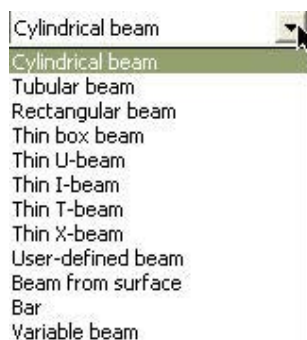 Cylindrical beam
Cylindrical beam
Tubular beam
Rectangular beam
Thin box beam
Thin U-beam
Thin I-beam
Thin T-beam
Thin X-beam
User-defined beam
Beam from surface
Bar
Variable beam